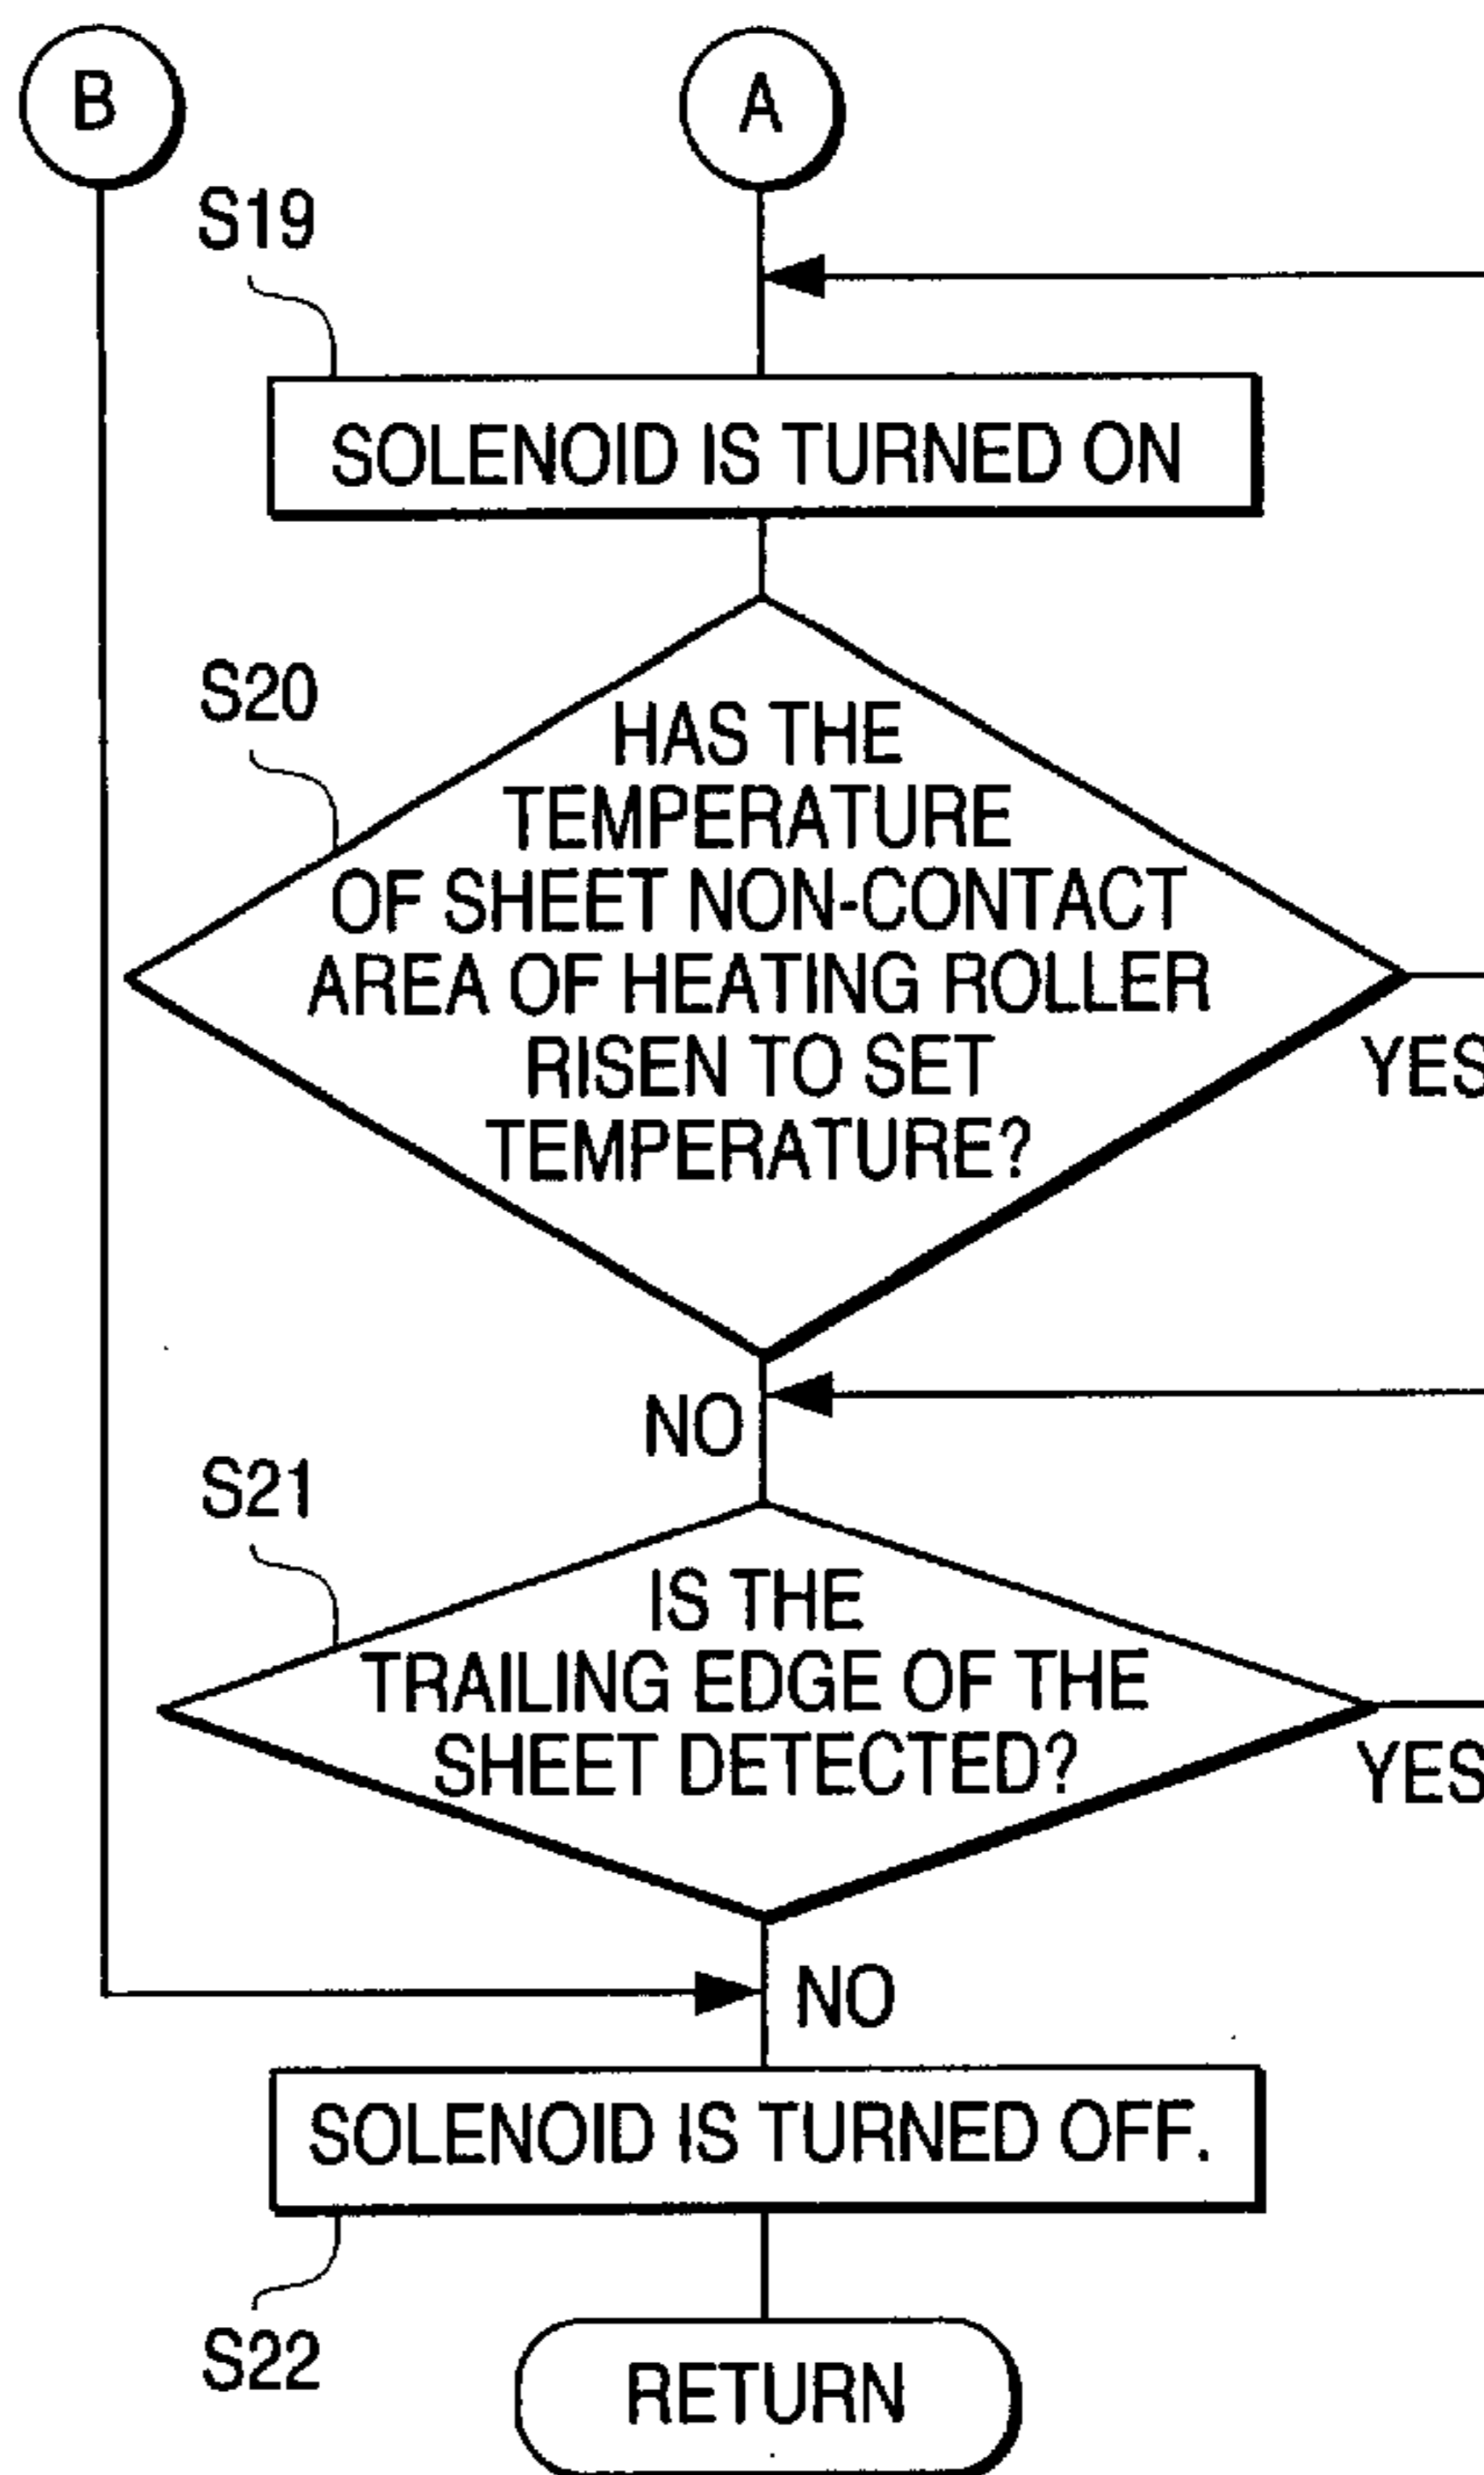 B
A
S19
SOLENOID IS TURNED ON
S20
HAS THE
TEMPERATURE
OF SHEET NON-CONTACT
AREA OF HEATING ROLLER
RISEN TO SET
TEMPERATURE?
YES
NO
S21
IS THE
TRAILING EDGE OF THE
SHEET DETECTED?
YES
NO
SOLENOID IS TURNED OFF.
S22
RETURN